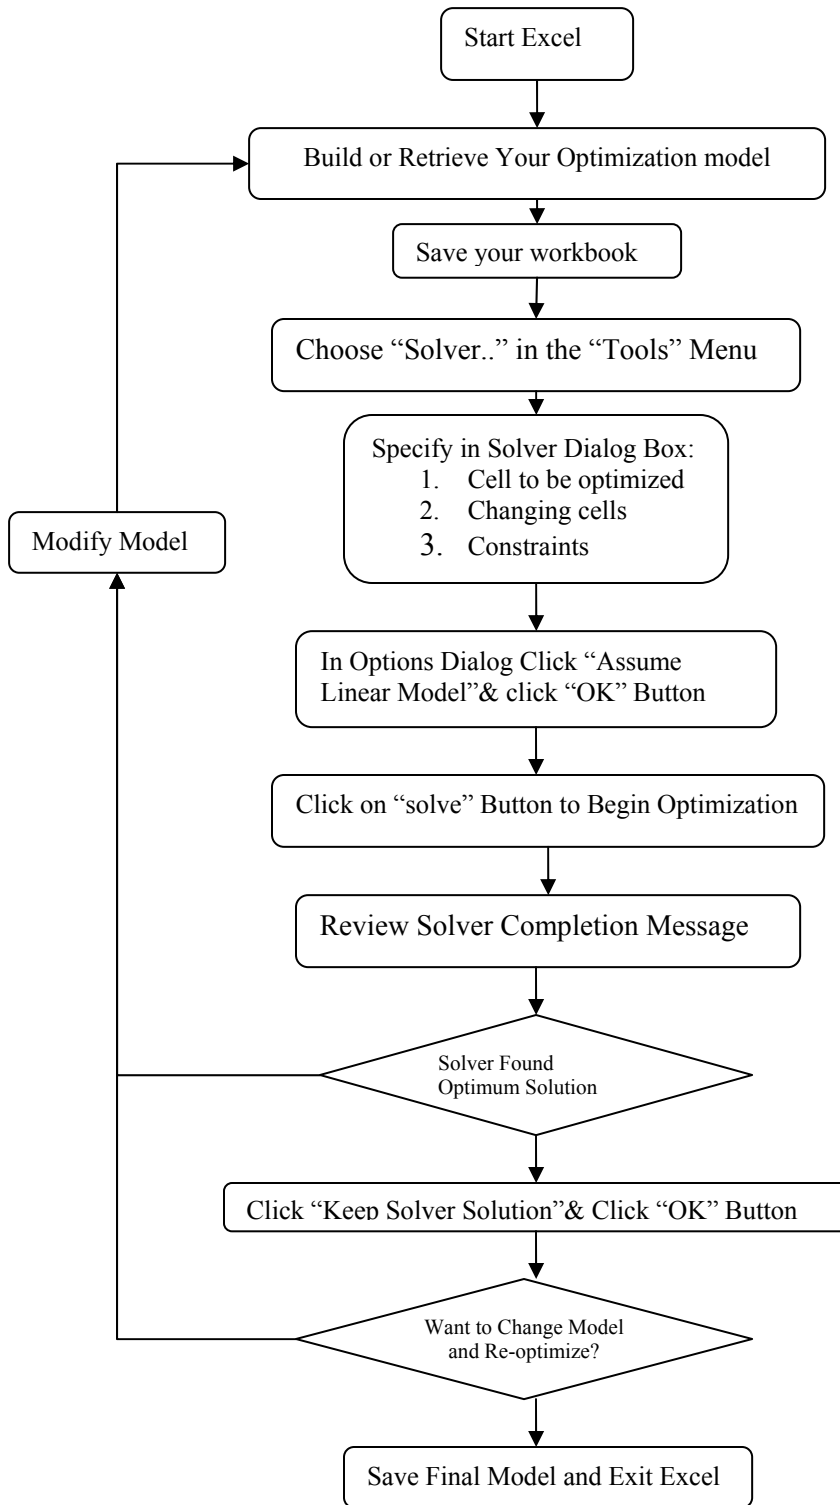 Start Excel
Build or Retrieve Your Optimization model
Save your workbook
Choose “Solver..” in the “Tools” Menu
Specify in Solver Dialog Box:
1. Cell to be optimized
2. Changing cells
3. Constraints
Modify Model
In Options Dialog Click “Assume
Linear Model”& click “OK” Button
Click on “solve” Button to Begin Optimization
Review Solver Completion Message
Solver Found
Optimum Solution
Click “Keep Solver Solution”& Click “OK” Button
Want to Change Model
and Re-optimize?
Save Final Model and Exit Excel